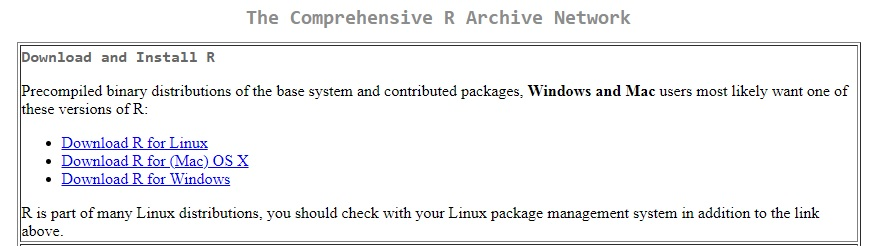 The Comprehensive R Archive Network
Download and Install R
Precompiled binary distributions of the base system and contributed packages, Windows and Mac users most likely want one of
these versions of R:
• Download R for Linux
• Download R for (Mac) OS X
• Download R for Windows
R is part of many Linux distributions, you should check with your Linux package management system in addition to the link
above.